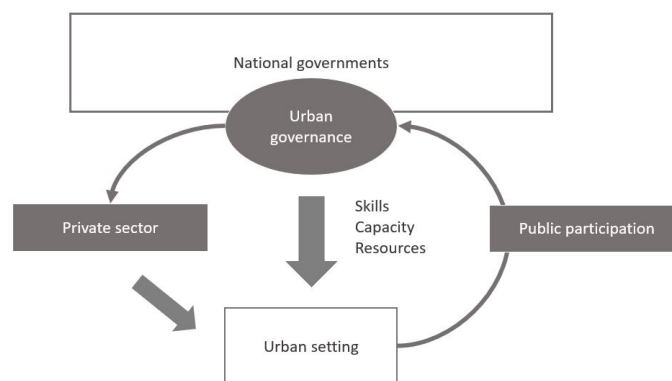 National governments
Urban
governance
Skills
Capacity
Resources
Private sector
Public participation
Urban setting